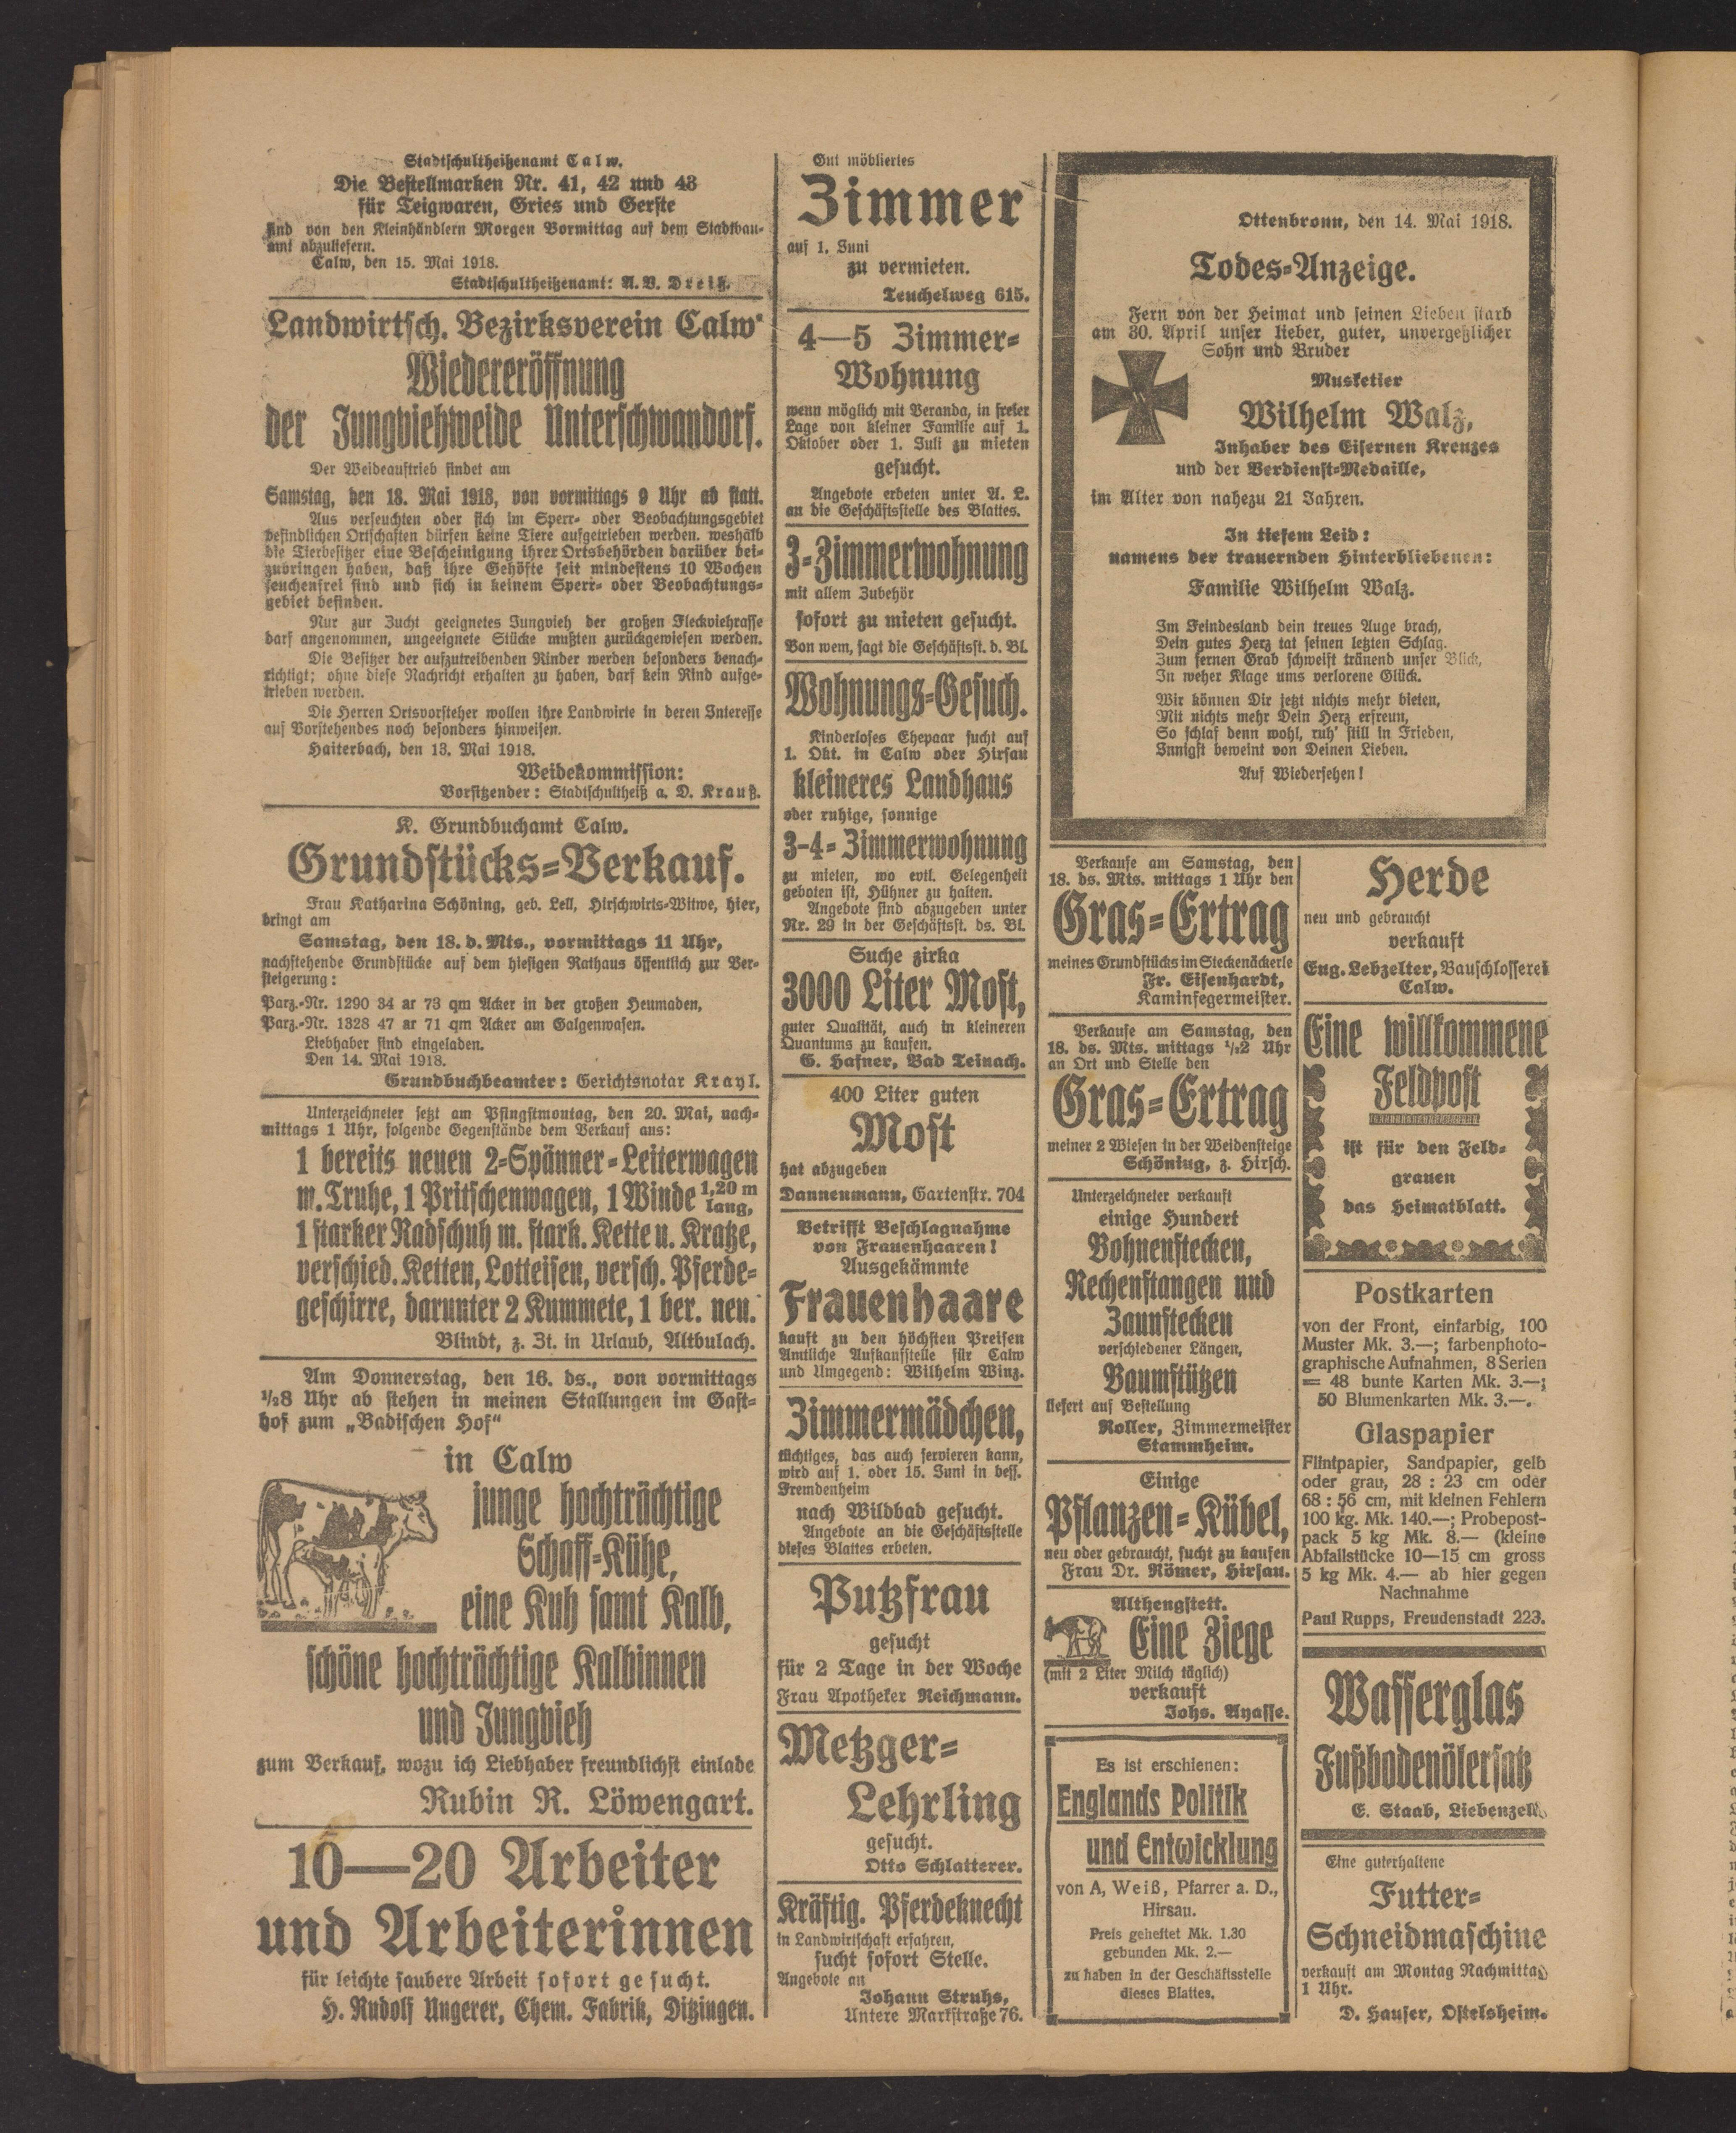 Stadtschultheißenamt Calw.
Die Bestellmarken Nr. 41, 42 und 43
für Teigwaren, Gries und Gerste
sind von den Kleinhändlern Morgen Vormittag auf dem Stadtbau-
amt abzuliefern.
Calw, den 15. Mai 1918.
Stadtschultheißenamt: A.V. Dreiß.
Landwirtsch. Bezirksverein Calw
Wiedereröffnung
der Jungviehweide Unterschwandorf.
Der Weideauftrieb findet am
Samstag, den 18. Mai 1918, von vormittags 9 Uhr ab statt.
Aus verseuchten oder sich im Sperr- oder Beobachtungsgebiet
befindlichen Ortschaften dürfen keine Tiere aufgetrieben werden. weshalb
die Tierbesitzer eine Bescheinigung ihrer Ortsbehörden darüber bei-
zubringen haben, daß ihre Gehöfte seit mindestens 10 Wochen
seuchenfrei sind und sich in keinem Sperr- oder Beobachtungs-
gebiet befinden.
Nur zur Zucht geeignetes Jungvieh der großen Fleckviehrasse
darf angenommen, ungeeignete Stücke mußten zurückgewiesen werden.
Die Besitzer der aufzutreibenden Rinder werden besonders benach-
richtigt; ohne diese Nachricht erhalten zu haben, darf kein Rind aufge-
trieben werden.
Die Herren Ortsvorsteher wollen ihre Landwirte in deren Interesse
auf Vorstehendes noch besonders hinweisen.
Haiterbach, den 13. Mai 1918.
Weidekommission:
Vorsitzender: Stadtschultheiß a. D. Krauß.
K. Grundbuchamt Calw.
Grundstücks-Verkauf.
Frau Katharina Schöning, geb. Lell, Hirschwirts-Witwe, hier,
bringt am
Samstag, den 18. d. Mts., vormittags 11 Uhr,
nachstehende Grundstücke auf dem hiesigen Rathaus öffentlich zur Ver-
steigerung:
Parz.-Nr. 1290 34 ar 73 qm Acker in der großen Heumaden,
Parz.-Nr. 1328 47 ar 71 qm Acker am Galgenwasen.
Liebhaber sind eingeladen.
Den 14. Mai 1918.
Grundbuchbeamter: Gerichtsnotar Krayl.
Unterzeichneter setzt am Pfingstmontag, den 20. Mai, nach-
mittags 1 Uhr, folgende Gegenstände dem Verkauf aus:
1 bereits neuen 2-Spänner-Leiterwagen
m. Truhe, 1 Pritschenwagen, 1 Winde 1,20 m lang,
1 starker Radschuh m. stark. Kette u. Kratze,
verschied. Ketten, Lotteisen, versch. Pferde-
geschirre, darunter 2 Kummete, 1 ber. neu.
Blindt, z. Zt. in Urlaub, Altbulach.
Am Donnerstag, den 16. ds., von vormittags
1/28 Uhr ab stehen in meinen Stallungen im Gast-
hof zum „Badischen Hof“
in Calw
junge hochträchtige
Schaff-Kühe,
eine Kuh samt Kalb,
schöne hochträchtige Kalbinnen
und Jungvieh
zum Verkauf, wozu ich Liebhaber freundlichst einlade
Rubin R. Löwengart.
10—20 Arbeiter
und Arbeiterinnen
für leichte saubere Arbeit sofort gesucht.
H. Rudolf Ungerer, Chem. Fabrik, Ditzingen.
Gut möbliertes
Zimmer
auf 1. Juni
zu vermieten.
Teuchelweg 615.
4—5 Zimmer-
Wohnung
wenn möglich mit Veranda, in freier
Lage von kleiner Familie auf 1.
Oktober oder 1. Juli zu mieten
gesucht.
Angebote erbeten unter A. L.
an die Geschäftsstelle des Blattes.
3-Zimmerwohnung
mit allem Zubehör
sofort zu mieten gesucht.
Von wem, sagt die Geschäftsst. d. Bl.
Wohnungs-Gesuch.
Kinderloses Ehepaar sucht auf
1. Okt. in Calw oder Hirsau
kleineres Landhaus
oder ruhige, sonnige
3-4-Zimmerwohnung
zu mieten, wo evtl. Gelegenheit
geboten ist, Hühner zu halten.
Angebote sind abzugeben unter
Nr. 29 in der Geschäftsst. ds. Bl.
Suche zirka
3000 Liter Most,
guter Qualität, auch in kleineren
Quantums zu kaufen.
G. Hafner, Bad Teinach.
400 Liter guten
Most
hat abzugeben
Dannenmann, Gartenstr. 704
Betrifft Beschlagnahme
von Frauenhaaren!
Ausgekämmte
Frauenhaare
kauft zu den höchsten Preisen
Amtliche Aufkaufstelle für Calw
und Umgegend: Wilhelm Winz.
Zimmermädchen,
tüchtiges, das auch servieren kann,
wird auf 1. oder 15. Juni in bess.
Fremdenheim
nach Wildbad gesucht.
Angebote an die Geschäftsstelle
dieses Blattes erbeten.
Putzfrau
gesucht
für 2 Tage in der Woche
Frau Apotheker Reichmann.
Metzger-
Lehrling
gesucht.
Otto Schlatterer.
Kräftig. Pferdeknecht
in Landwirtschaft erfahren,
sucht sofort Stelle.
Angebote an
Johann Struhs,
Untere Marktstraße 76.
Ottenbronn, den 14. Mai 1918.
Todes-Anzeige.
Fern von der Heimat und seinen Lieben starb
am 30. April unser lieber, guter, unvergeßlicher
Sohn und Bruder
W
1914
Musketier
Wilhelm Walz,
Inhaber des Eisernen Kreuzes
und der Verdienst-Medaille,
im Alter von nahezu 21 Jahren.
In tiefem Leid:
namens der trauernden Hinterbliebenen:
Familie Wilhelm Walz.
Im Feindesland dein treues Auge brach,
Dein gutes Herz tat seinen letzten Schlag.
Zum fernen Grab schweift tränend unser Blick,
In weher Klage ums verlorene Glück.
Wir können Dir jetzt nichts mehr bieten,
Mit nichts mehr Dein Herz erfreun,
So schlaf denn wohl, ruh' still in Frieden,
Innigst beweint von Deinen Lieben.
Auf Wiedersehen!
Verkaufe am Samstag, den
18. ds. Mts. mittags 1 Uhr den
Gras-Ertrag
meines Grundstücks im Steckenäckerle
Fr. Eisenhardt,
Kaminfegermeister.
Verkaufe am Samstag, den
18. ds. Mts. mittags 1/22 Uhr
an Ort und Stelle den
Gras-Ertrag
meiner 2 Wiesen in der Weidensteige
Schöning, z. Hirsch.
Unterzeichneter verkauft
einige Hundert
Bohnenstecken,
Rechenstangen und
Zaunstecken
verschiedener Längen,
Baumstützen
liefert auf Bestellung
Roller, Zimmermeister
Stammheim.
Einige
Pflanzen-Kübel,
neu oder gebraucht, sucht zu kaufen
Frau Dr. Römer, Hirsau.
Althengstett.
Eine Ziege
(mit 2 Liter Milch täglich)
verkauft
Johs. Ayasse.
Es ist erschienen:
Englands Politik
und Entwicklung
von A. Weiß, Pfarrer a. D.,
Hirsau.
Preis geheftet Mk. 1.30
gebunden Mk. 2.—
zu haben in der Geschäftsstelle
dieses Blattes.
Herde
neu und gebraucht
verkauft
Eug. Lebzelter, Bauschlosserei
Calw.
Eine willkommene
Feldpost
ist für den Feld-
grauen
das Heimatblatt.
Postkarten
von der Front, einfarbig, 100
Muster Mk. 3.—; farbenphoto-
graphische Aufnahmen, 8 Serien
= 48 bunte Karten Mk. 3.—;
50 Blumenkarten Mk. 3.—.
Glaspapier
Flintpapier, Sandpapier, gelb
oder grau, 28 : 23 cm oder
68 : 56 cm, mit kleinen Fehlern
100 kg. Mk. 140.—; Probepost-
pack 5 kg Mk. 8.— (kleine
Abfallstücke 10—15 cm gross
5 kg Mk. 4.— ab hier gegen
Nachnahme
Paul Rupps, Freudenstadt 223.
Wasserglas
Fußbodenölersatz
E. Staab, Liebenzell.
Eine guterhaltene
Futter-
Schneidmaschine
verkauft am Montag Nachmittag
1 Uhr.
D. Hauser, Ostelsheim.